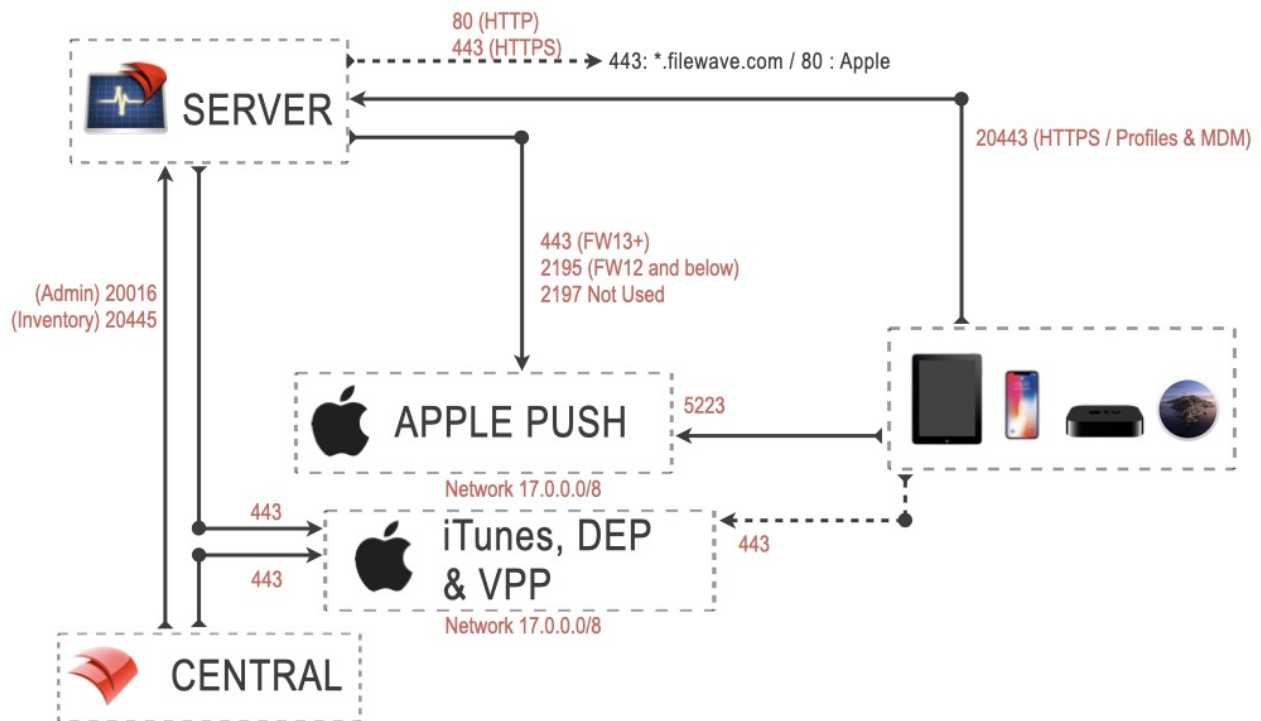 80 (HTTP)
443 (HTTPS)
443: *.filewave.com / 80 : Apple
SERVER
20443 (HTTPS / Profiles & MDM)
443 (FW13+)
2195 (FW12 and below)
2197 Not Used
(Admin) 20016
(Inventory) 20445
APPLE PUSH
5223
Network 17.0.0.0/8
443
iTunes, DEP
& VPP
443
443
Network 17.0.0.0/8
CENTRAL